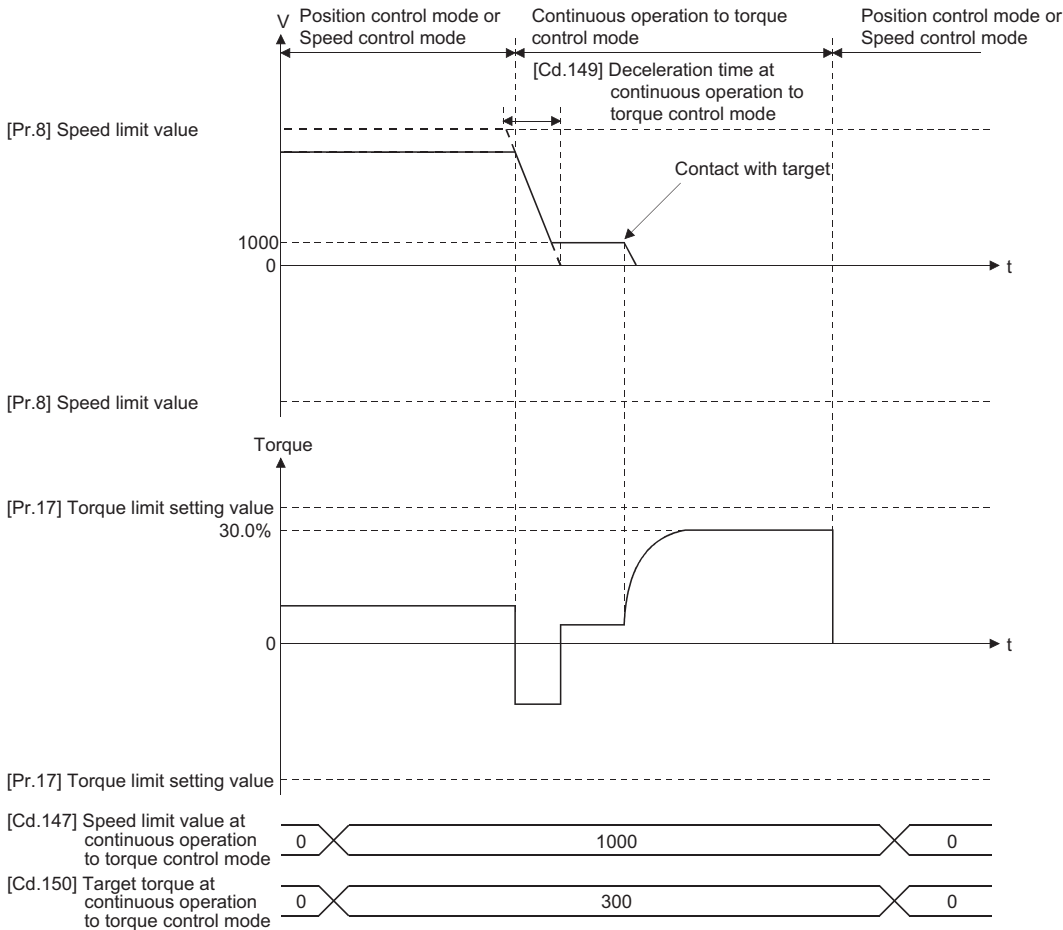 V
Position control mode or
Speed control mode
Continuous operation to torque
control mode
Position control mode or
Speed control mode
[Cd.149] Deceleration time at
continuous operation to
torque control mode
[Pr.8] Speed limit value
Contact with target
1000
0
t
[Pr.8] Speed limit value
Torque
[Pr.17] Torque limit setting value
30.0%
0
t
[Pr.17] Torque limit setting value
[Cd.147] Speed limit value at
continuous operation
to torque control mode
0
1000
0
[Cd.150] Target torque at
continuous operation
to torque control mode
0
300
0